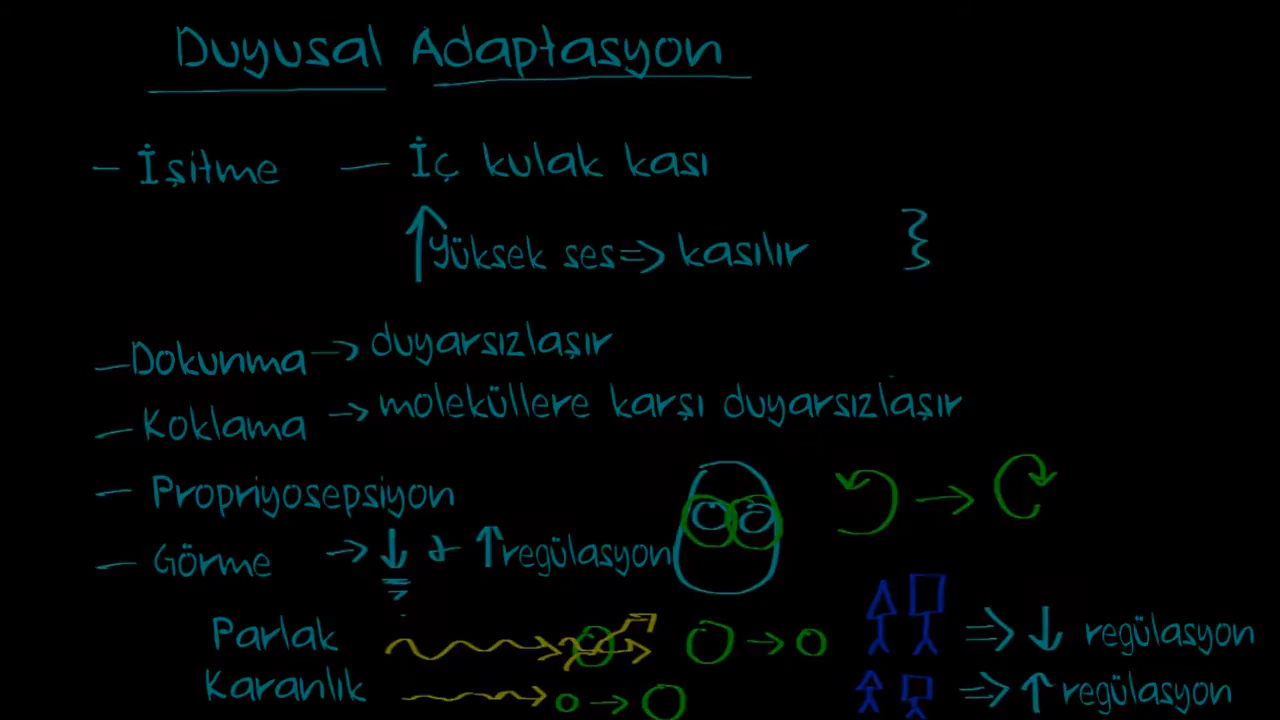 Duyusal Adaptasyon
- İşitme — İç kulak kası
↑ yüksek ses => kasılır }
- Dokunma -> duyarsızlaşır
- Koklama -> moleküllere karşı duyarsızlaşır
- Propriyosepsiyon
- Görme -> ↓ & ↑ regülasyon
Parlak => ↓ regülasyon
Karanlık => ↑ regülasyon